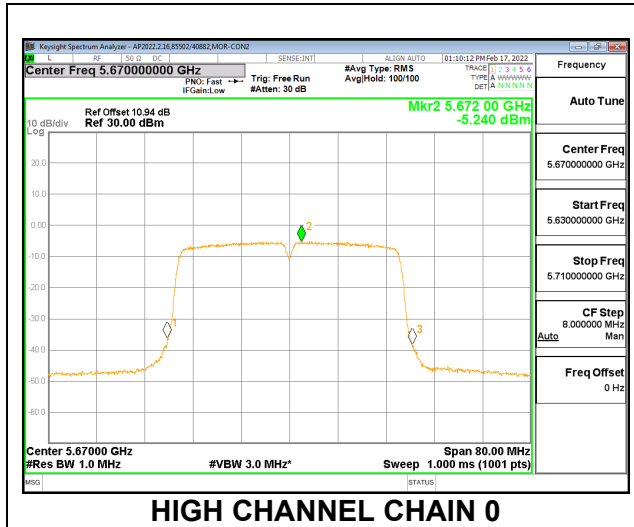 Keysight Spectrum Analyzer - AP2022.2.16,85502/40882,MOR-CON2
L RF 50 Ω DC SENSE:INT ALIGN AUTO 01:10:12 PM Feb 17, 2022
Center Freq 5.670000000 GHz #Avg Type: RMS TRACE 1 2 3 4 5 6
PNO: Fast Trig: Free Run Avg|Hold: 100/100 TYPE A WWWWW
IFGain:Low #Atten: 30 dB DET A N N N N N
Frequency
Auto Tune
Mkr2 5.672 00 GHz
Ref Offset 10.94 dB
10 dB/div Ref 30.00 dBm -5.240 dBm
Log
20.0
10.0
0.00
-10.0
-20.0
-30.0
-40.0
-50.0
-60.0
1
2
3
Center Freq
5.670000000 GHz
Start Freq
5.630000000 GHz
Stop Freq
5.710000000 GHz
CF Step
8.000000 MHz
Auto Man
Freq Offset
0 Hz
Center 5.67000 GHz Span 80.00 MHz
#Res BW 1.0 MHz #VBW 3.0 MHz* Sweep 1.000 ms (1001 pts)
MSG STATUS
HIGH CHANNEL CHAIN 0